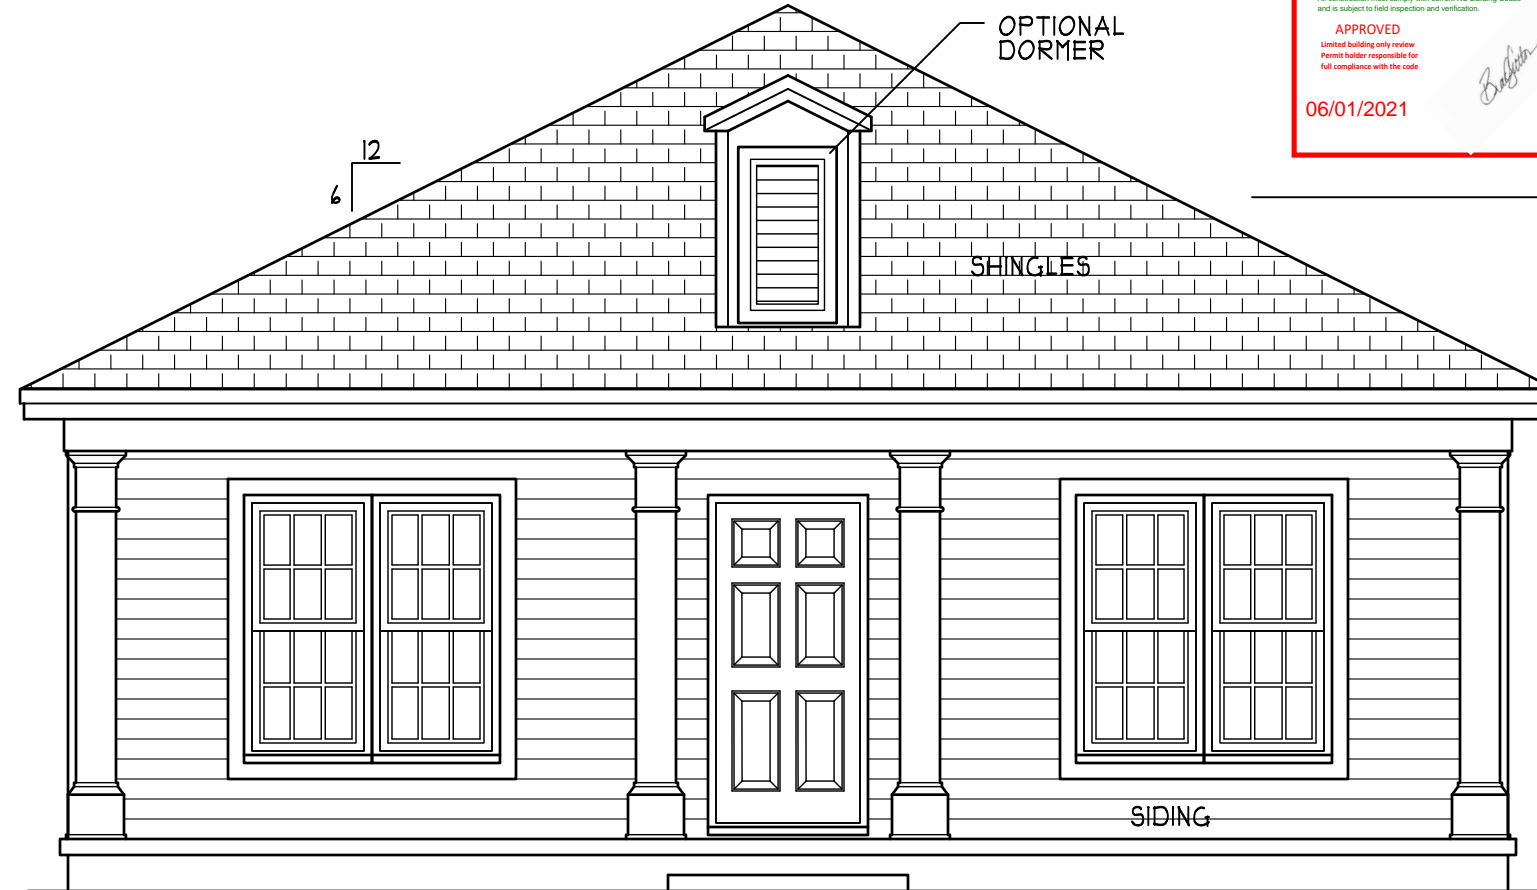 and is subject to field inspection and verification.
APPROVED
Limited building only review
Permit holder responsible for
full compliance with the code
06/01/2021
OPTIONAL
DORMER
12
6
SHINGLES
SIDING